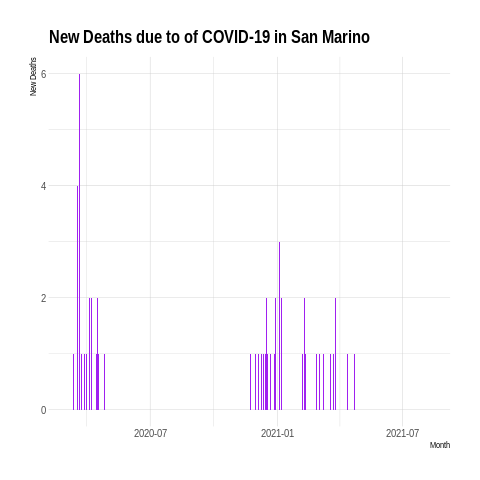 New Deaths due to of COVID-19 in San Marino
New Deaths
6
4
2
0
2020-07
2021-01
2021-07
Month